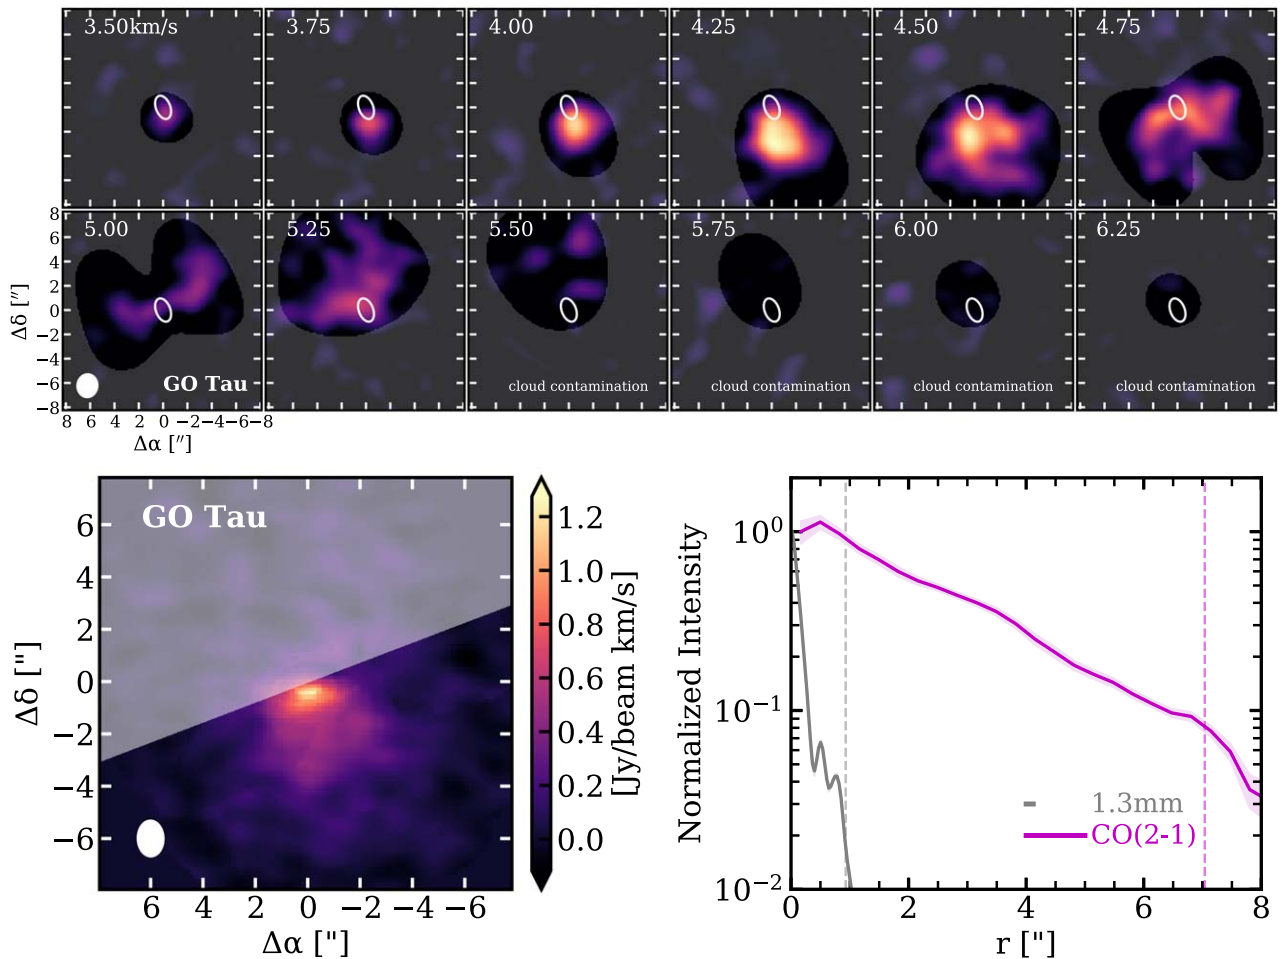 3.50km/s 3.75 4.00 4.25 4.50 4.75
5.00 5.25 5.50 5.75 6.00 6.25
8
6
4
2
0
−2
−4
−6
−8
Δδ [″]
GO Tau
cloud contamination cloud contamination cloud contamination cloud contamination
8 6 4 2 0 −2 −4 −6 −8
Δα [″]
GO Tau
6
4
2
0
−2
−4
−6
Δδ ["]
6 4 2 0 −2 −4 −6
Δα ["]
1.2
1.0
0.8
0.6
0.4
0.2
0.0
[Jy/beam km/s]
Normalized Intensity
10⁰
10⁻¹
10⁻²
1.3mm
CO(2-1)
0 2 4 6 8
r ["]